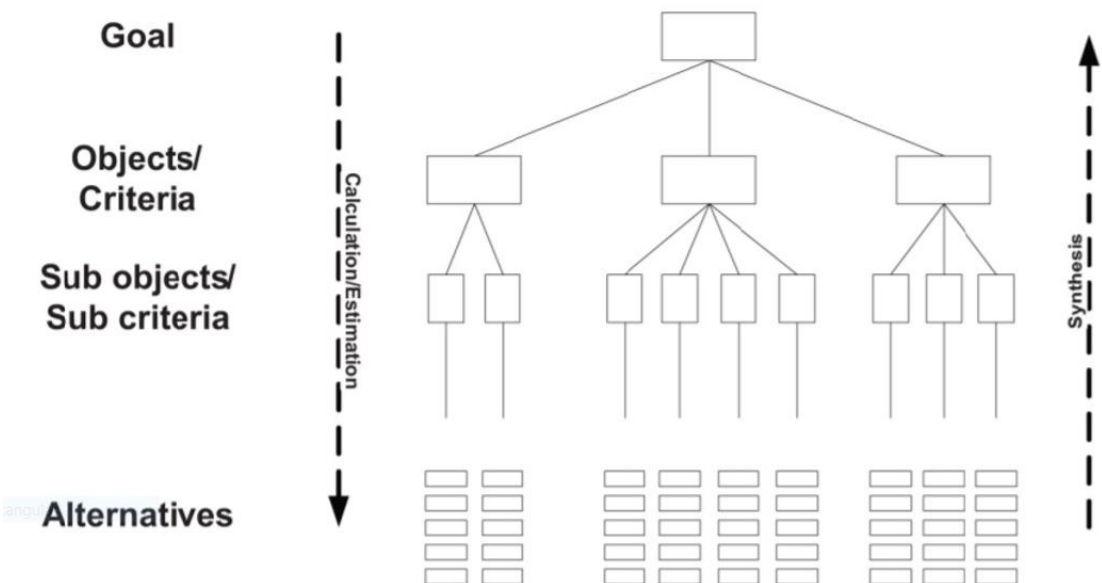 Goal
Objects/
Criteria
Calculation/Estimation
Sub objects/
Sub criteria
Synthesis
Alternatives